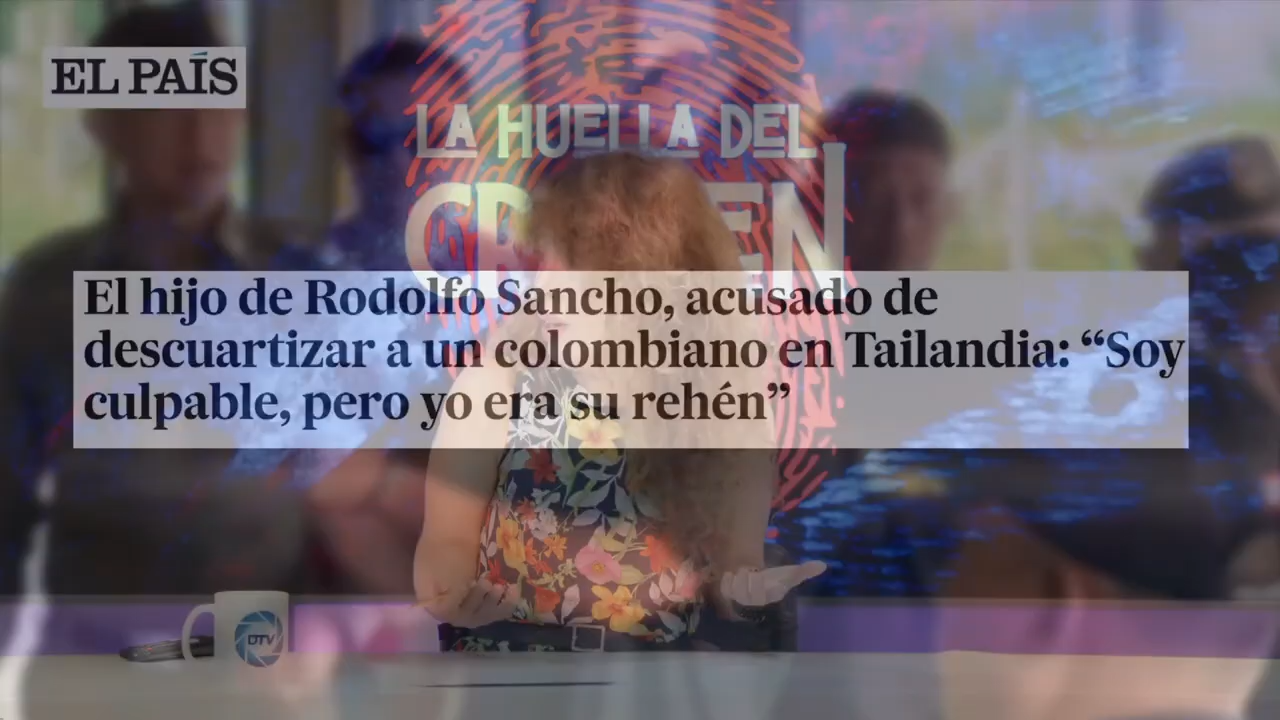 EL PAÍS
LA HUELLA DEL
El hijo de Rodolfo Sancho, acusado de
descuartizar a un colombiano en Tailandia: “Soy
culpable, pero yo era su rehén”
DTV